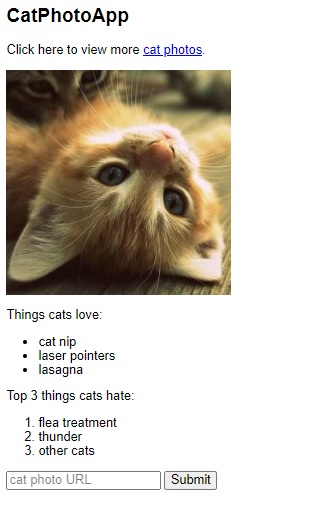 CatPhotoApp
Click here to view more cat photos.
Things cats love:
• cat nip
• laser pointers
• lasagna
Top 3 things cats hate:
1. flea treatment
2. thunder
3. other cats
cat photo URL Submit